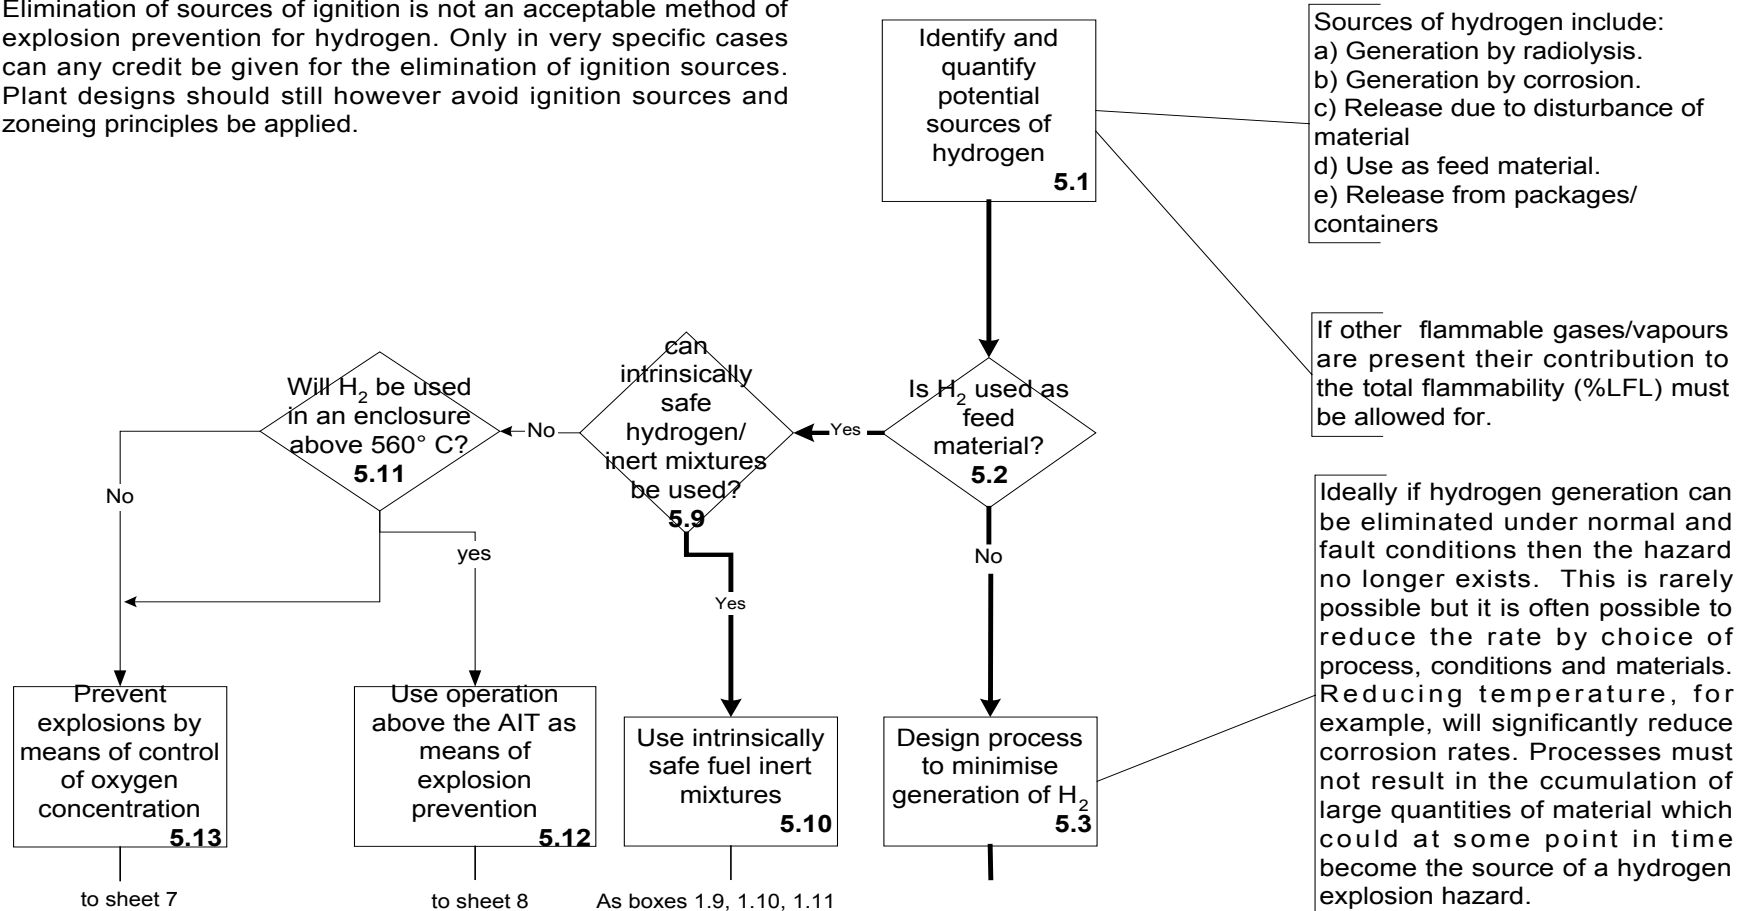 Elimination of sources of ignition is not an acceptable method of
explosion prevention for hydrogen. Only in very specific cases
can any credit be given for the elimination of ignition sources.
Plant designs should still however avoid ignition sources and
zoneing principles be applied.
Identify and
quantify
potential
sources of
hydrogen
5.1
Sources of hydrogen include:
a) Generation by radiolysis.
b) Generation by corrosion.
c) Release due to disturbance of
material
d) Use as feed material.
e) Release from packages/
containers
If other flammable gases/vapours
are present their contribution to
the total flammability (%LFL) must
be allowed for.
Will H2 be used
in an enclosure
above 560° C?
5.11
No
can
intrinsically
safe
hydrogen/
inert mixtures
be used?
5.9
Yes
Is H2 used as
feed
material?
5.2
No
yes
Yes
No
Ideally if hydrogen generation can
be eliminated under normal and
fault conditions then the hazard
no longer exists. This is rarely
possible but it is often possible to
reduce the rate by choice of
process, conditions and materials.
Reducing temperature, for
example, will significantly reduce
corrosion rates. Processes must
not result in the ccumulation of
large quantities of material which
could at some point in time
become the source of a hydrogen
explosion hazard.
Prevent
explosions by
means of control
of oxygen
concentration
5.13
Use operation
above the AIT as
means of
explosion
prevention
5.12
Use intrinsically
safe fuel inert
mixtures
5.10
Design process
to minimise
generation of H2
5.3
to sheet 7
to sheet 8
As boxes 1.9, 1.10, 1.11